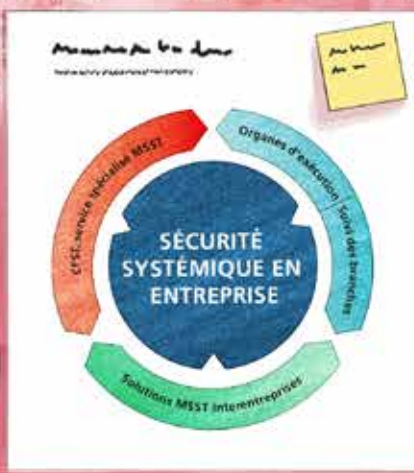 CFST-service spécialisé MSST
Organes d'exécution
Suivi des branches
SÉCURITÉ
SYSTÉMIQUE EN
ENTREPRISE
Solutions MSST interentreprises